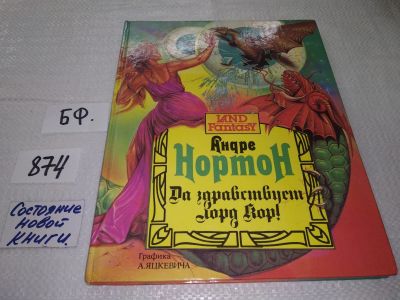 БФ.
874
Состояние
новой
книги.
LAND
Fantasy
Андре
Нортон
Да здравствует
Лорд Кор!
Графика
А.ЯЦКЕВИЧА